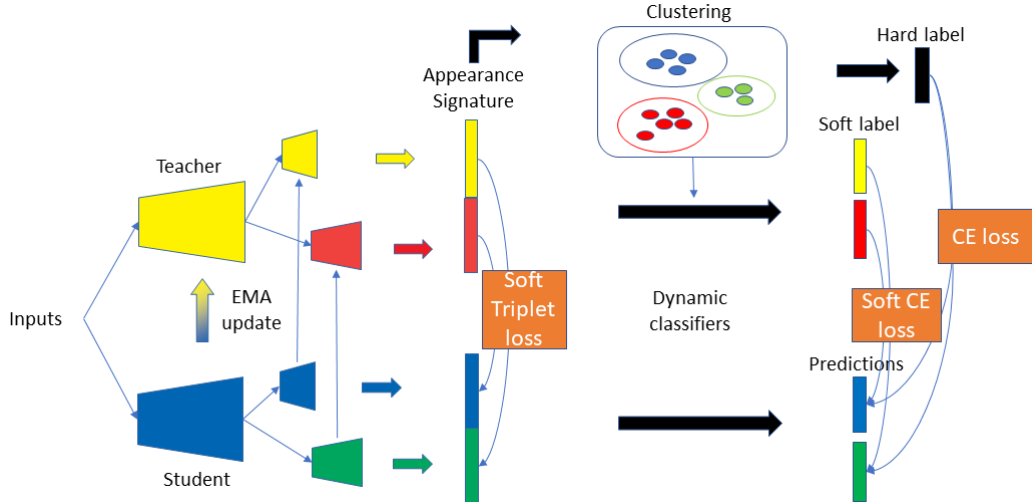 Clustering
Hard label
Appearance
Signature
Soft label
Teacher
CE loss
Inputs
EMA
update
Soft
Triplet
loss
Dynamic
classifiers
Soft CE
loss
Predictions
Student